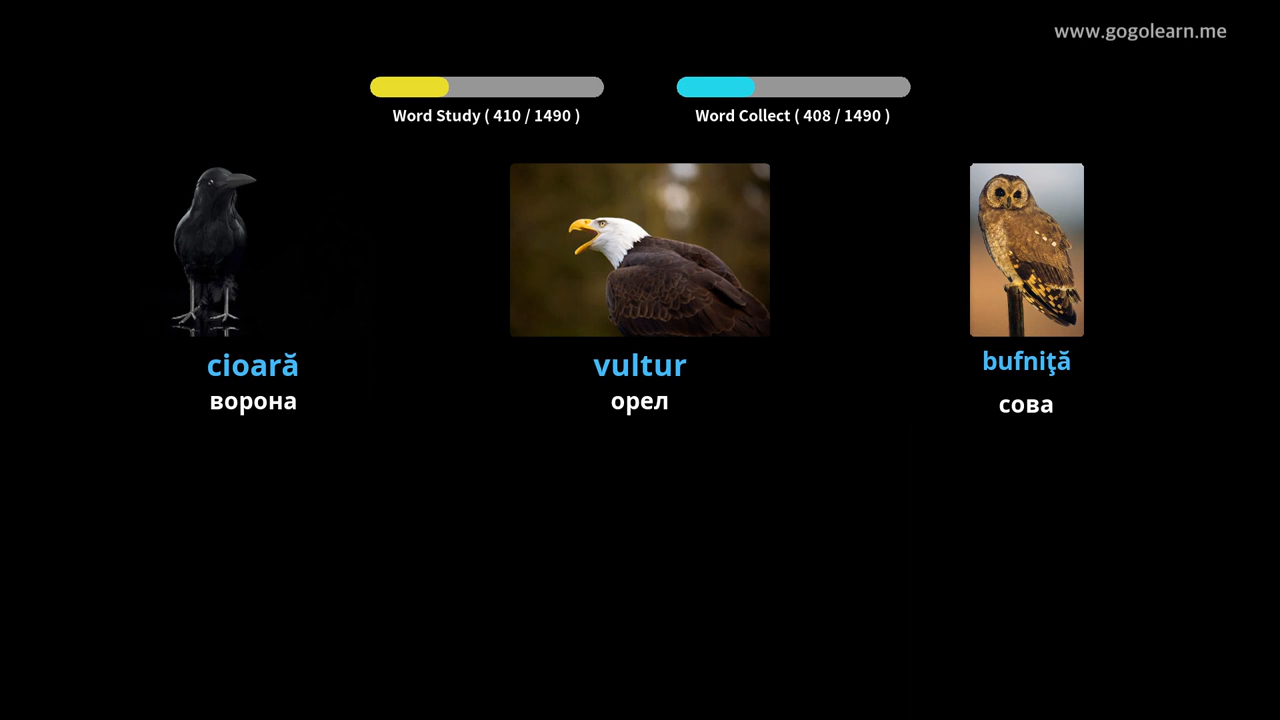 www.gogolearn.me
Word Study ( 410 / 1490 )
Word Collect ( 408 / 1490 )
cioară
vultur
bufniţă
ворона
орел
сова